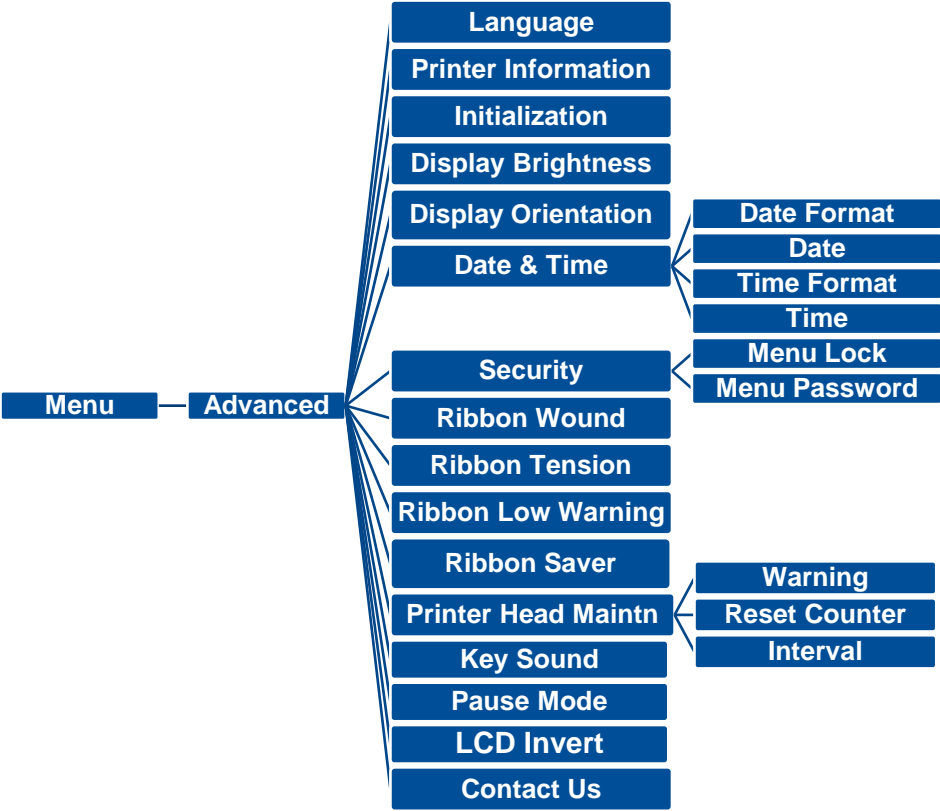 Menu
Advanced
Language
Printer Information
Initialization
Display Brightness
Display Orientation
Date & Time
Date Format
Date
Time Format
Time
Security
Menu Lock
Menu Password
Ribbon Wound
Ribbon Tension
Ribbon Low Warning
Ribbon Saver
Printer Head Maintn
Warning
Reset Counter
Interval
Key Sound
Pause Mode
LCD Invert
Contact Us